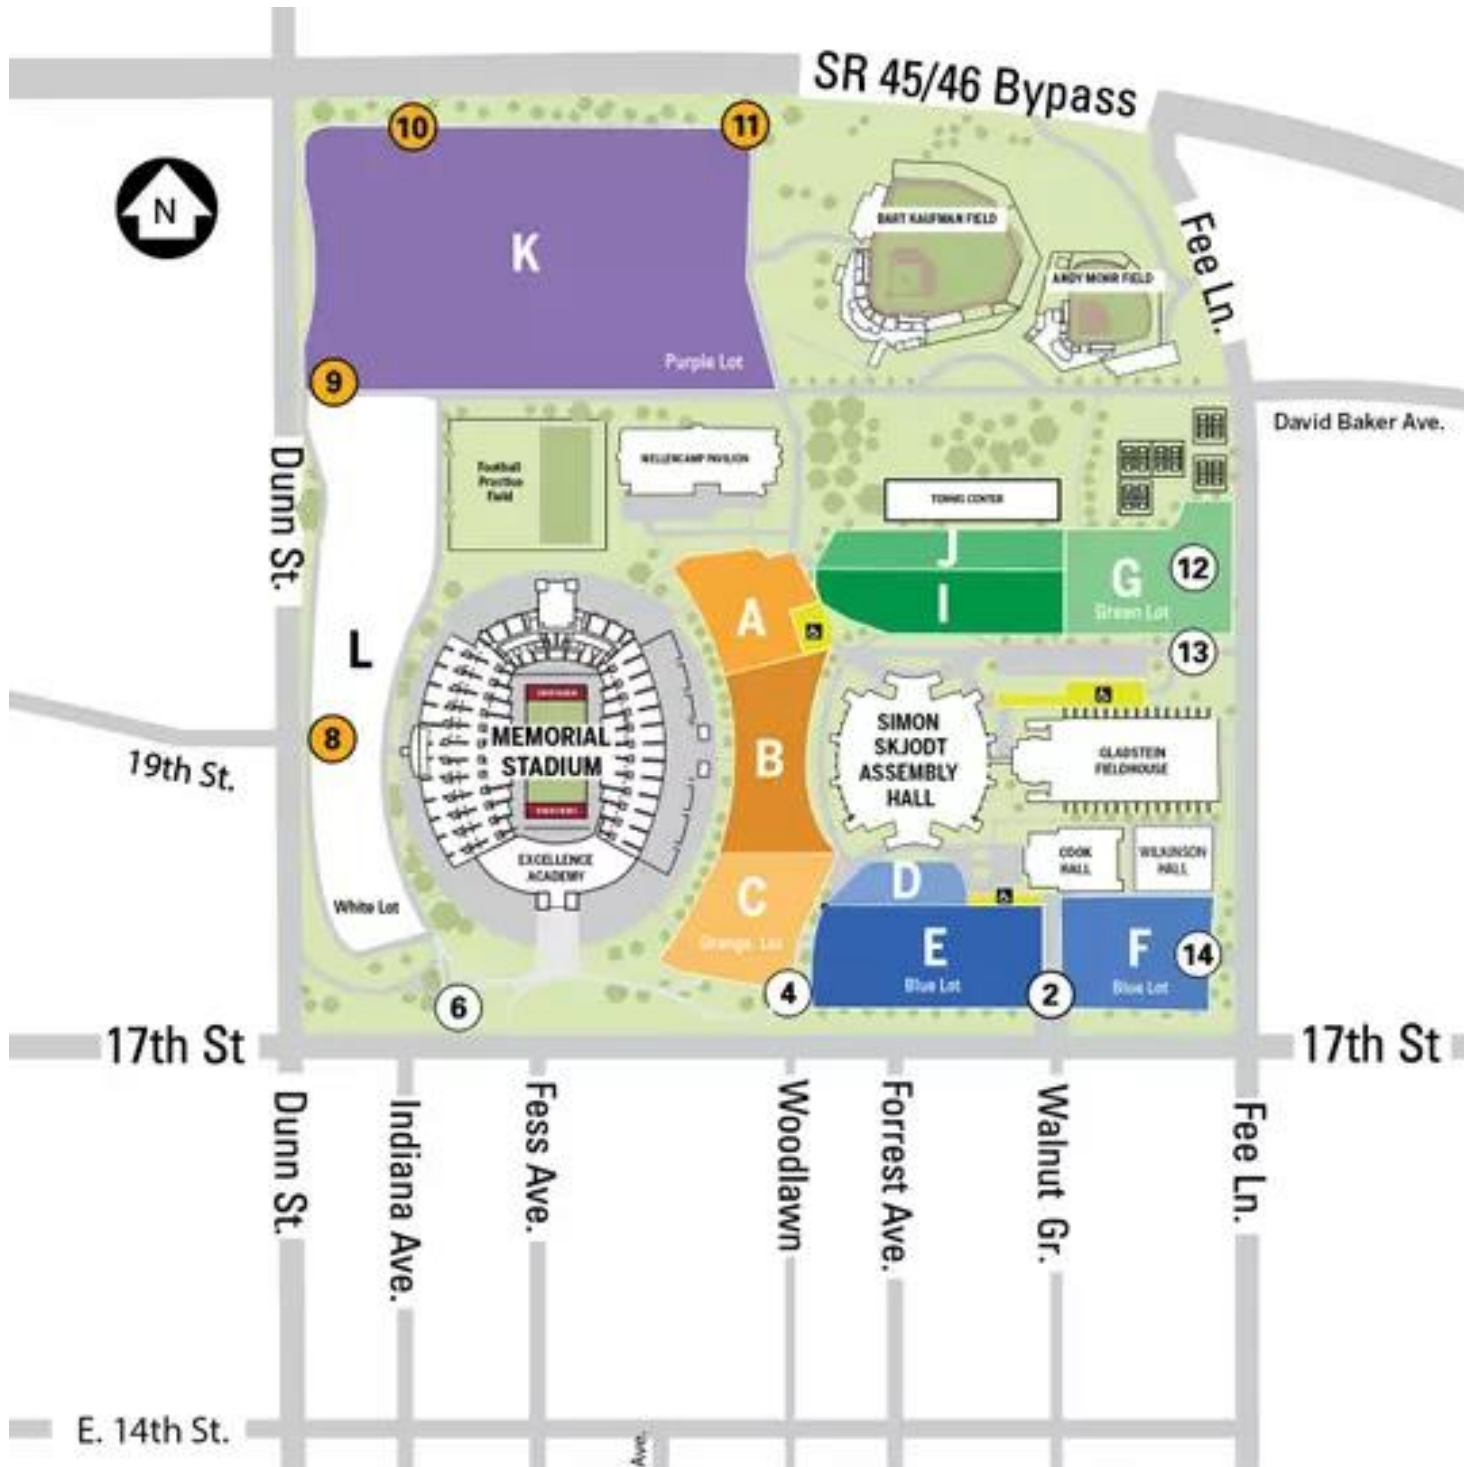 SR 45/46 Bypass
10
11
N
K
BART KAUFMAN FIELD
ANDY MOHR FIELD
Fee Ln.
Purple Lot
9
David Baker Ave.
Dunn St.
Football
Practice
Field
MELLENCAMP PAVILION
TENNIS CENTER
J
I
G
Green Lot
12
A
13
L
8
19th St.
INDIANA
MEMORIAL
STADIUM
B
SIMON
SKJODT
ASSEMBLY
HALL
GLADSTEIN
FIELDHOUSE
EXCELLENCE
ACADEMY
COOK
HALL
WILKINSON
HALL
White Lot
C
Orange Lot
D
E
Blue Lot
F
Blue Lot
14
6
4
2
17th St
17th St
Dunn St.
Indiana Ave.
Fess Ave.
Woodlawn
Forrest Ave.
Walnut Gr.
Fee Ln.
E. 14th St.